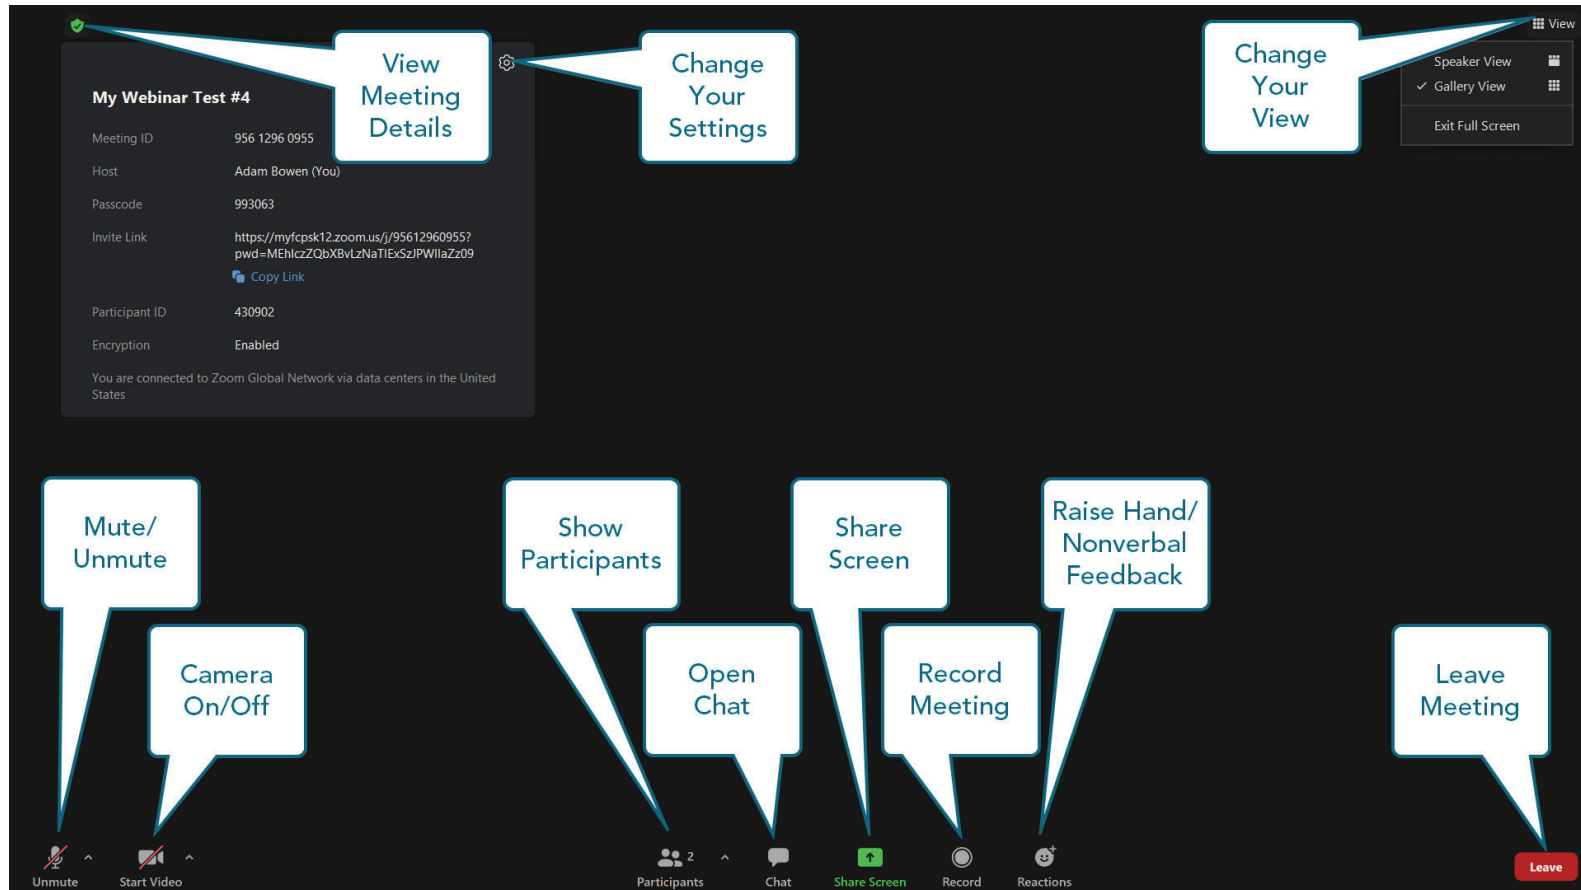 View
Meeting
Details
Change
Your
Settings
Change
Your
View
View
Speaker View
Gallery View
Exit Full Screen
My Webinar Test #4
Meeting ID 956 1296 0955
Host Adam Bowen (You)
Passcode 993063
Invite Link https://myfcpsk12.zoom.us/j/95612960955?
pwd=MEhlczZQbXBvLzNaTlExSzJPWllaZz09
Copy Link
Participant ID 430902
Encryption Enabled
You are connected to Zoom Global Network via data centers in the United
States
Mute/
Unmute
Camera
On/Off
Show
Participants
Open
Chat
Share
Screen
Record
Meeting
Raise Hand/
Nonverbal
Feedback
Leave
Meeting
Unmute
Start Video
2
Participants
Chat
Share Screen
Record
Reactions
Leave